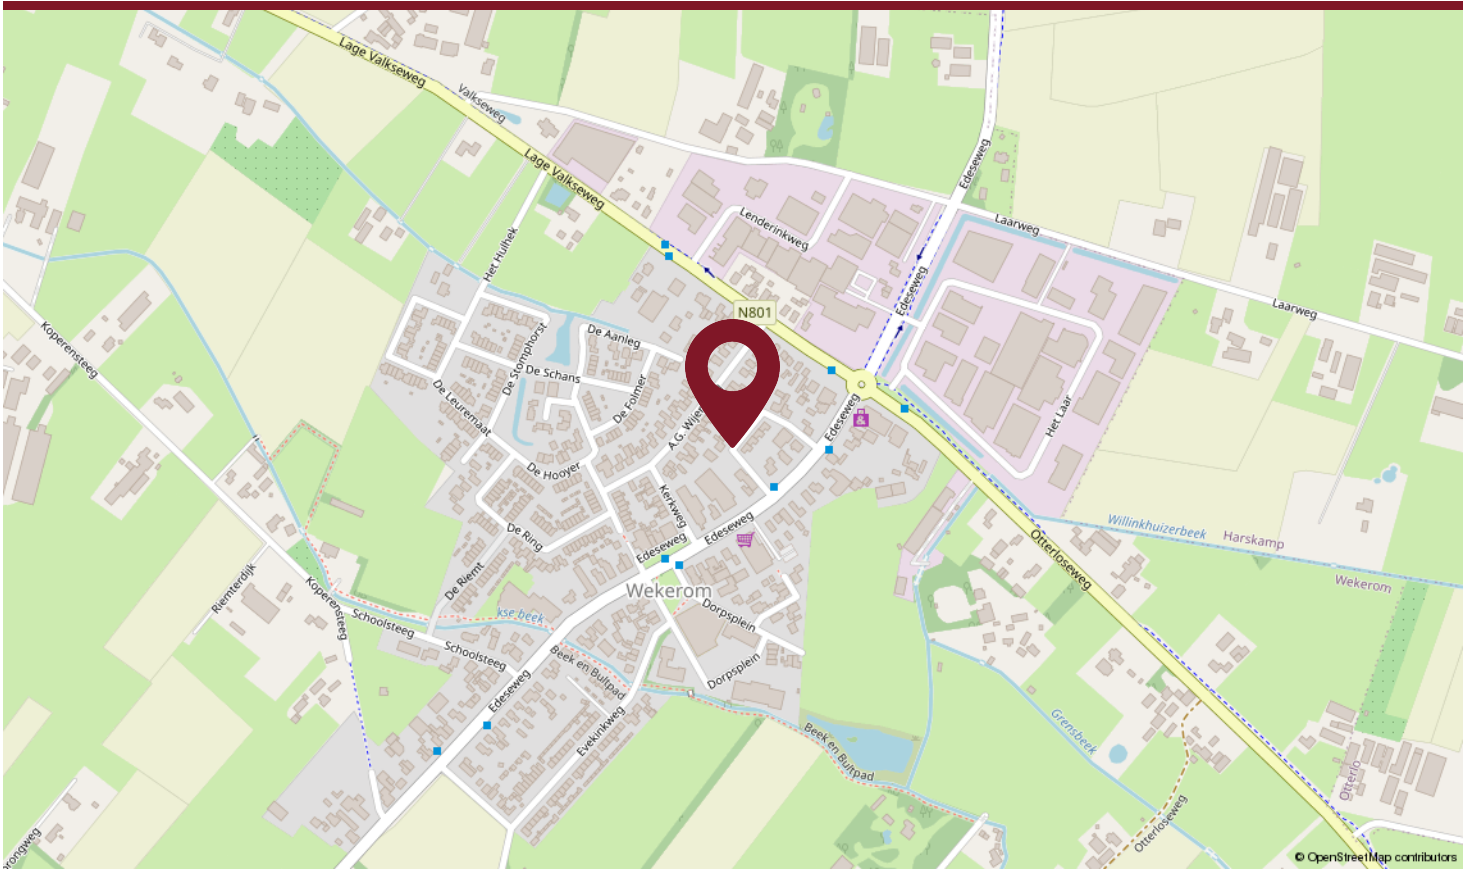 Lage Valkseweg
Valkseweg
Lage Valkseweg
Edeseweg
Lenderinkweg
Laarweg
Het Hulhek
Edeseweg
Laarweg
N801
Koperensteeg
De Aanleg
De Stomphorst
De Schans
De Folmer
De Leuremaat
A.G. Wije
Edeseweg
Het Laar
De Hooyer
Kerkweg
De Ring
Edeseweg
Edeseweg
Willinkhuizerbeek
Harskamp
Otterloseweg
Wekerom
De Riemt
Riemterdijk
Koperensteeg
Wekerom
kse beek
Dorpsplein
Schoolsteeg
Schoolsteeg
Beek en Bultpad
Dorpsplein
Edeseweg
Evekinkweg
Grensbeek
Beek en Bultpad
Otterlo
Otterloseweg
rongweg
© OpenStreetMap contributors